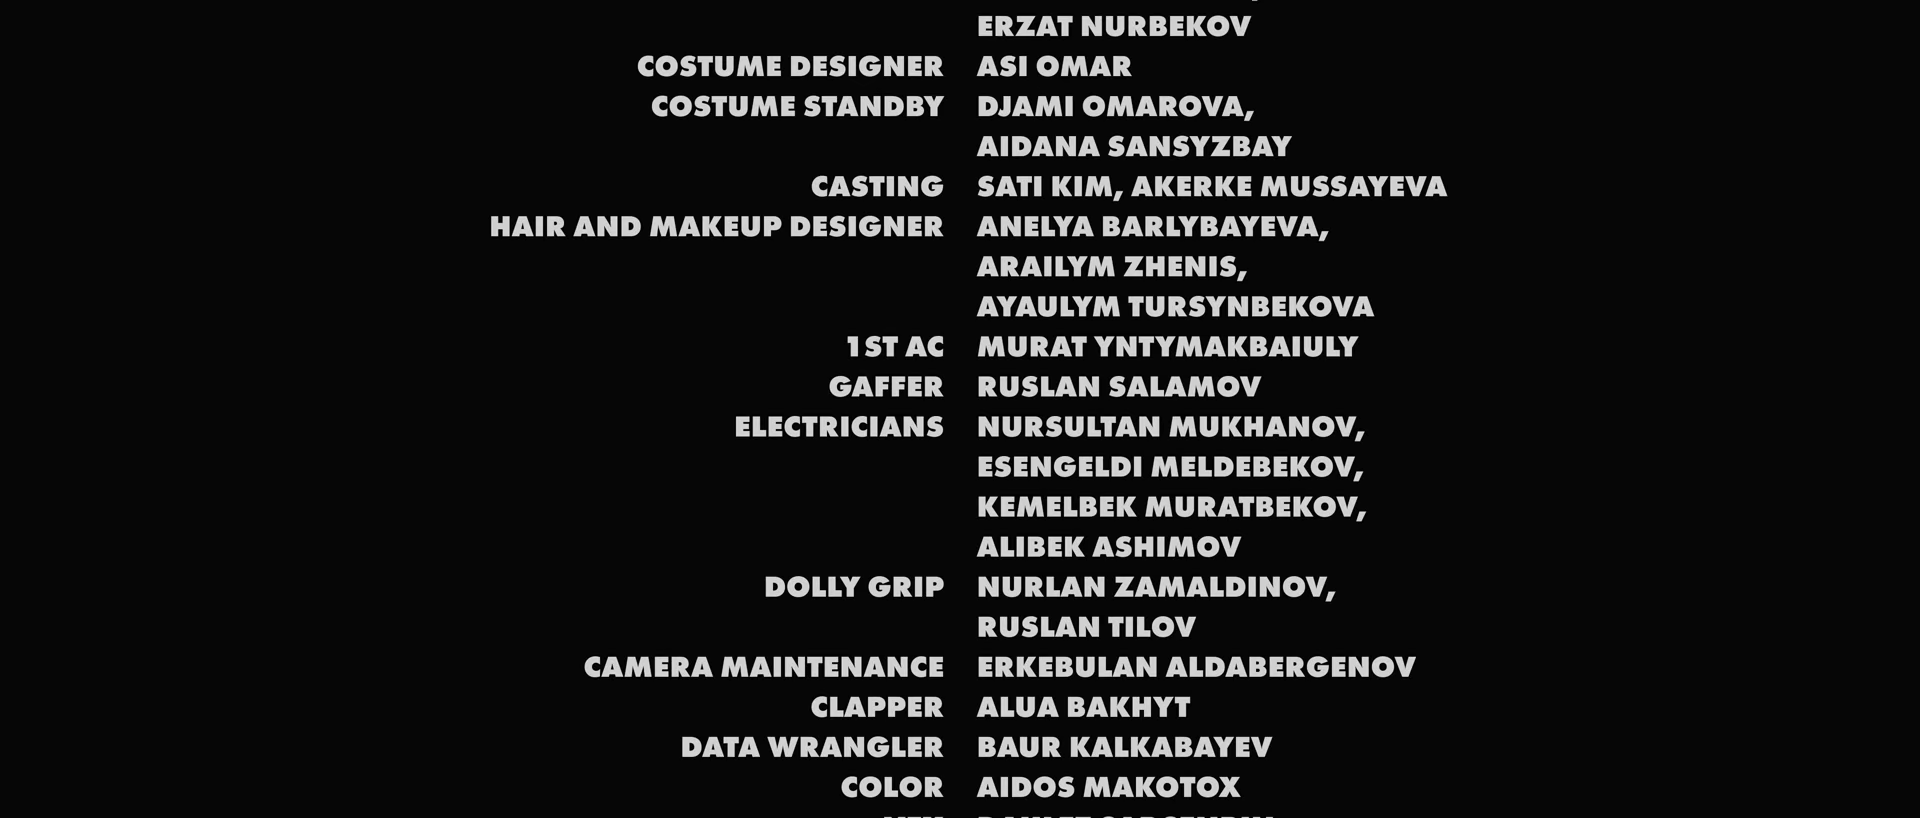 ERZAT NURBEKOV
COSTUME DESIGNER ASI OMAR
COSTUME STANDBY DJAMI OMAROVA,
AIDANA SANSYZBAY
CASTING SATI KIM, AKERKE MUSSAYEVA
HAIR AND MAKEUP DESIGNER ANELYA BARLYBAYEVA,
ARAILYM ZHENIS,
AYAULYM TURSYNBEKOVA
1ST AC MURAT YNTYMAKBAIULY
GAFFER RUSLAN SALAMOV
ELECTRICIANS NURSULTAN MUKHANOV,
ESENGELDI MELDEBEKOV,
KEMELBEK MURATBEKOV,
ALIBEK ASHIMOV
DOLLY GRIP NURLAN ZAMALDINOV,
RUSLAN TILOV
CAMERA MAINTENANCE ERKEBULAN ALDABERGENOV
CLAPPER ALUA BAKHYT
DATA WRANGLER BAUR KALKABAYEV
COLOR AIDOS MAKOTOX